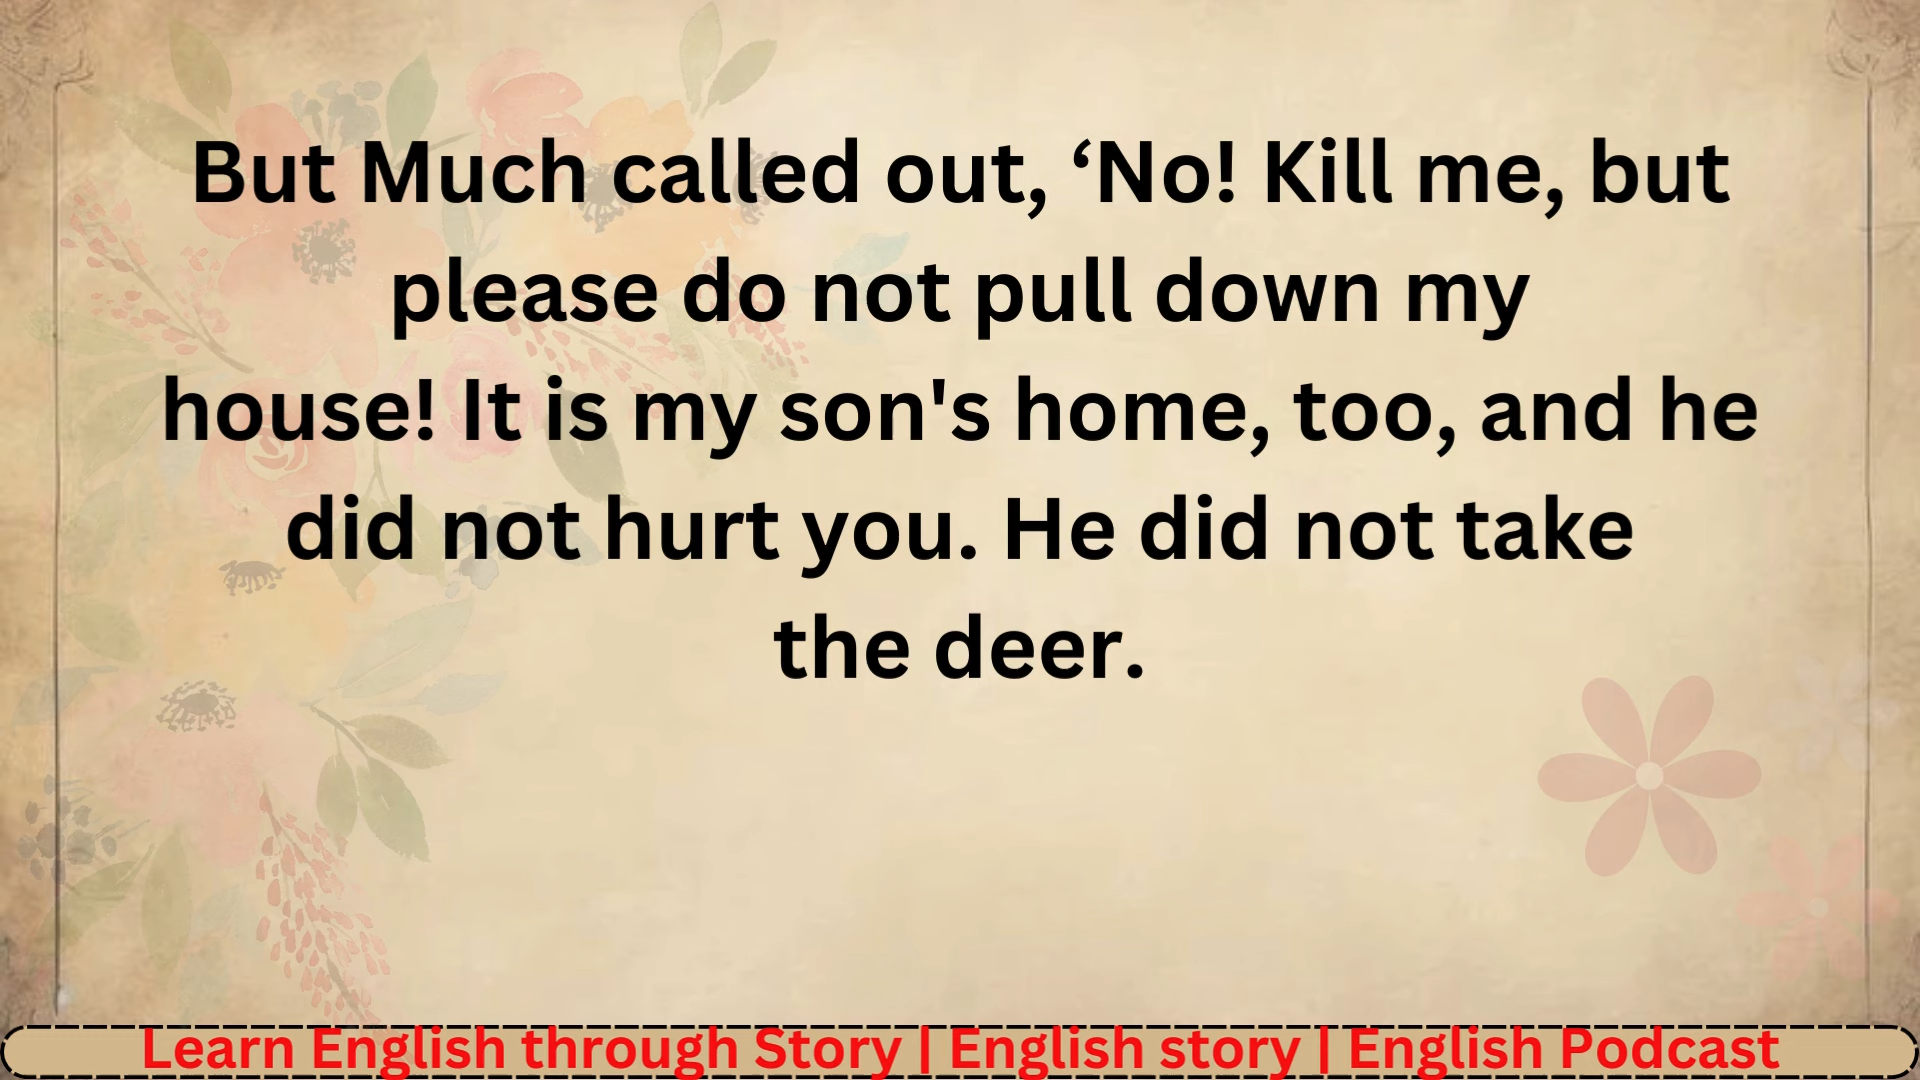 But Much called out, ‘No! Kill me, but
please do not pull down my
house! It is my son's home, too, and he
did not hurt you. He did not take
the deer.
Learn English through Story | English story | English Podcast